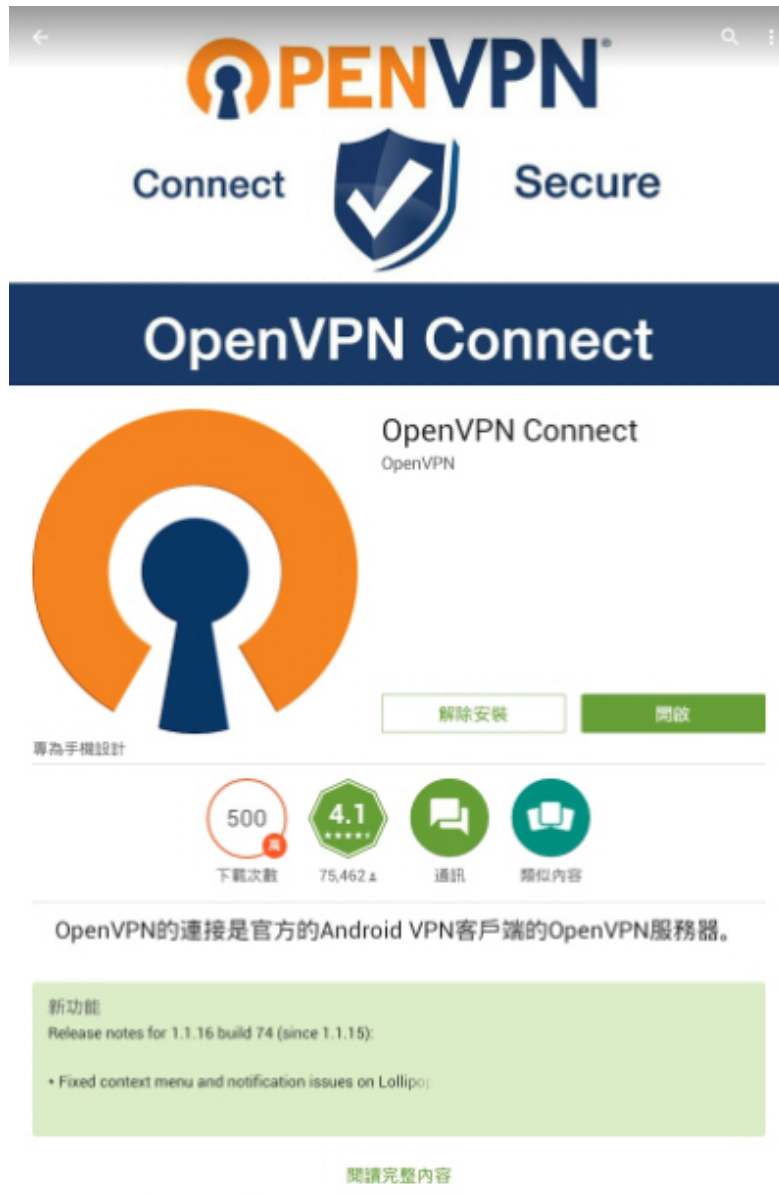 OPENVPN®
Connect Secure
OpenVPN Connect
OpenVPN Connect
OpenVPN
解除安裝 開啟
專為手機設計
500 萬 4.1
下載次數 75,462 通訊 類似內容
OpenVPN的連接是官方的Android VPN客戶端的OpenVPN服務器。
新功能
Release notes for 1.1.16 build 74 (since 1.1.15):
• Fixed context menu and notification issues on Lollipop
閱讀完整內容